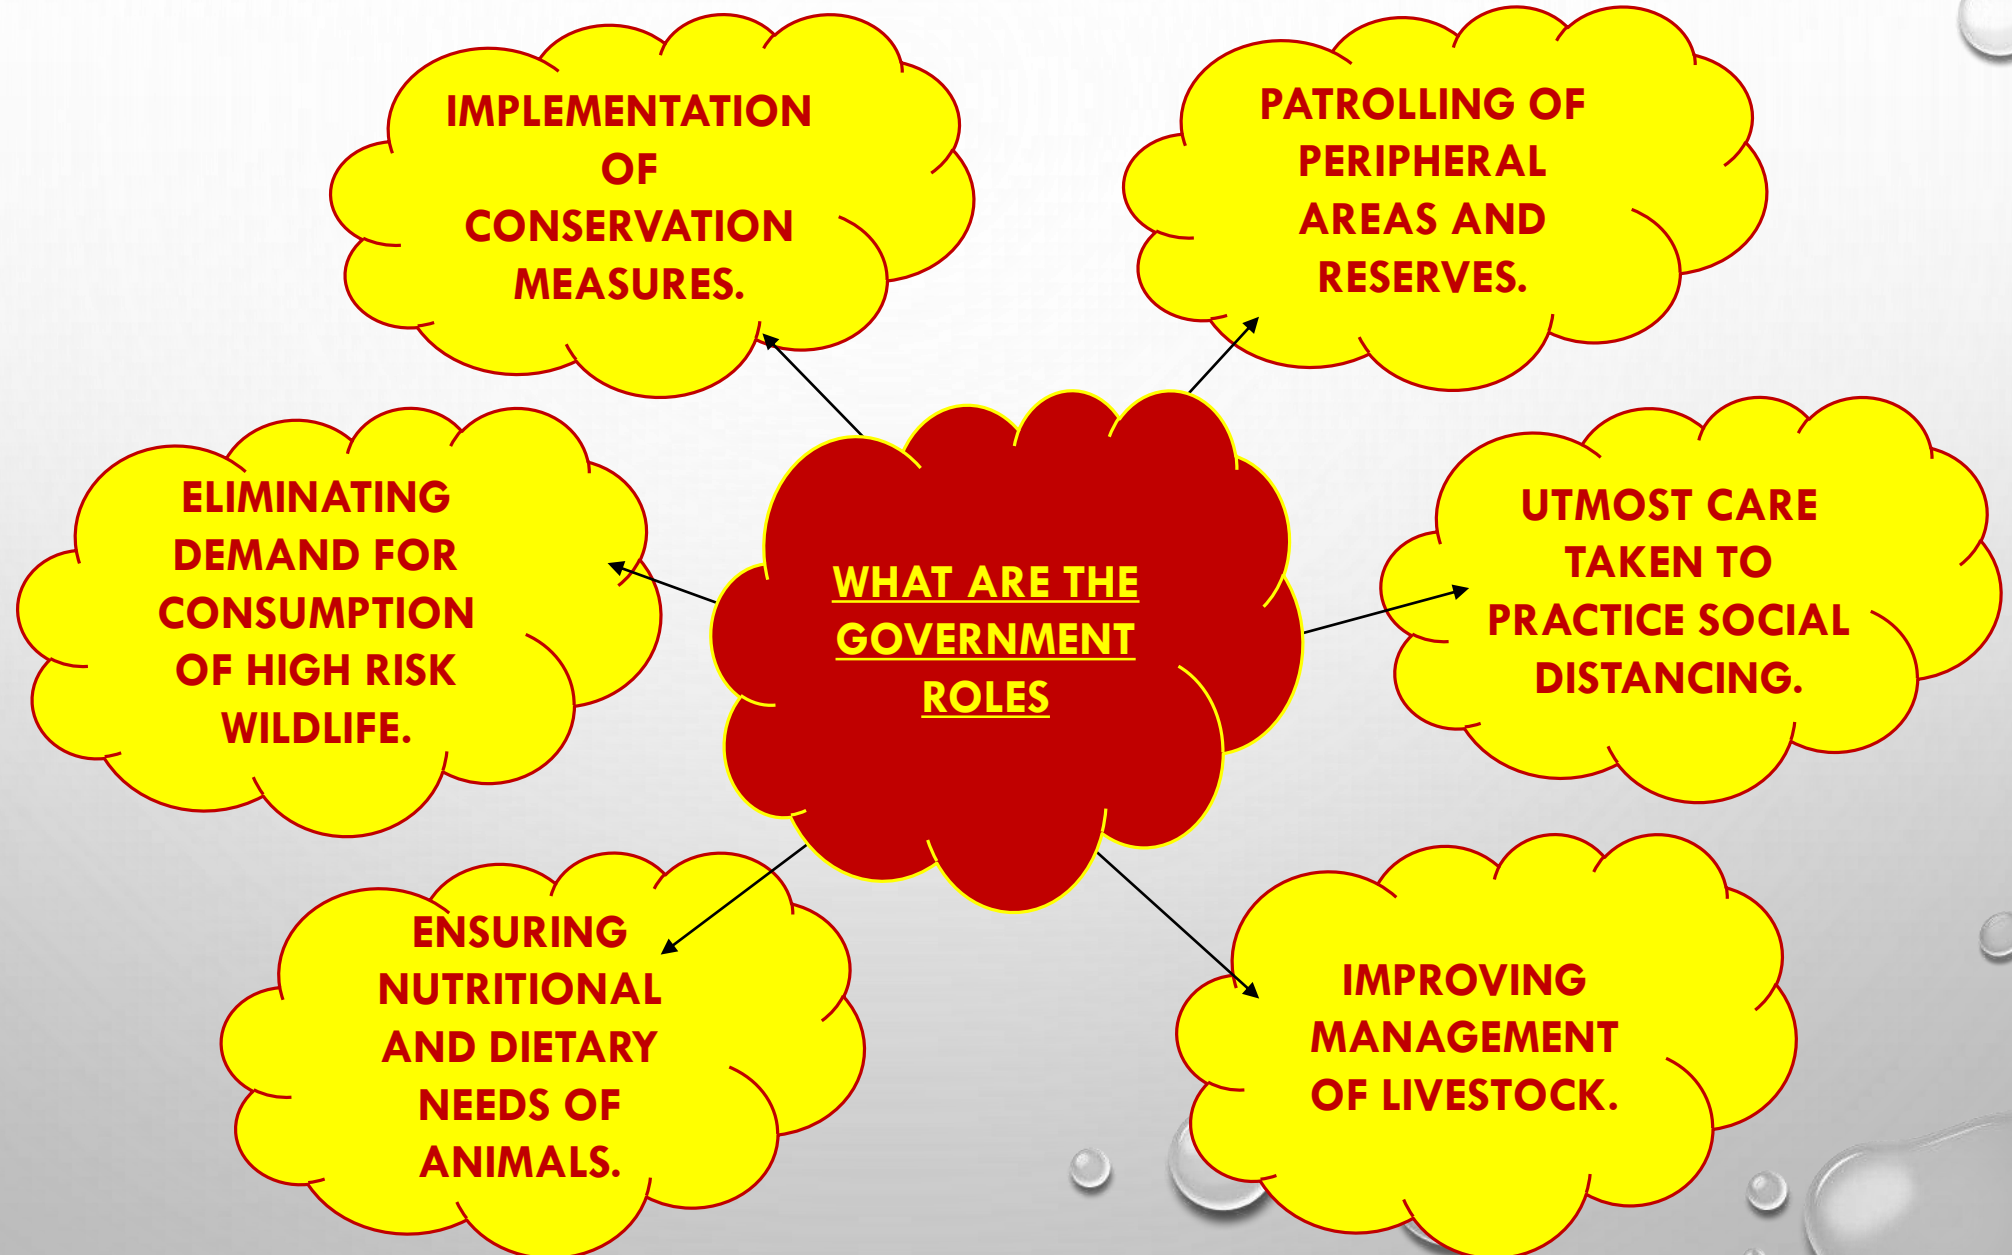 IMPLEMENTATION
OF
CONSERVATION
MEASURES.
PATROLLING OF
PERIPHERAL
AREAS AND
RESERVES.
ELIMINATING
DEMAND FOR
CONSUMPTION
OF HIGH RISK
WILDLIFE.
WHAT ARE THE
GOVERNMENT
ROLES
UTMOST CARE
TAKEN TO
PRACTICE SOCIAL
DISTANCING.
ENSURING
NUTRITIONAL
AND DIETARY
NEEDS OF
ANIMALS.
IMPROVING
MANAGEMENT
OF LIVESTOCK.